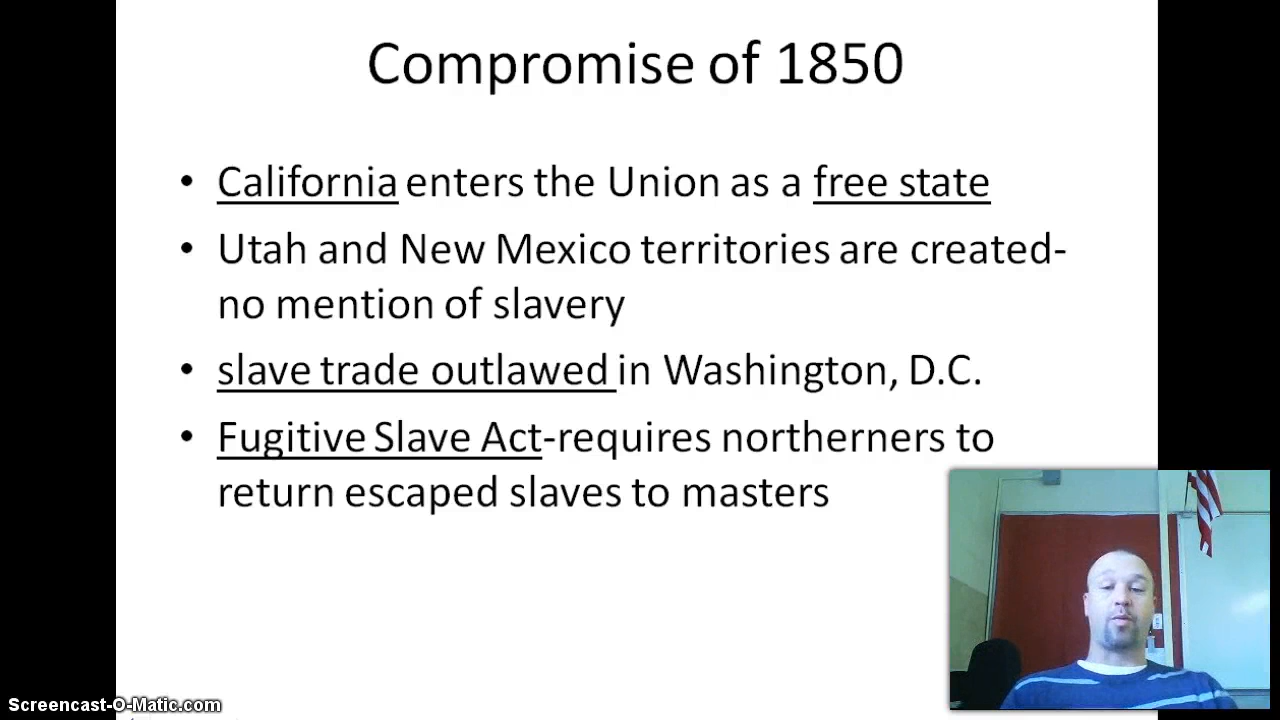 Compromise of 1850
• California enters the Union as a free state
• Utah and New Mexico territories are created-
no mention of slavery
• slave trade outlawed in Washington, D.C.
• Fugitive Slave Act-requires northerners to
return escaped slaves to masters
Screencast-O-Matic.com